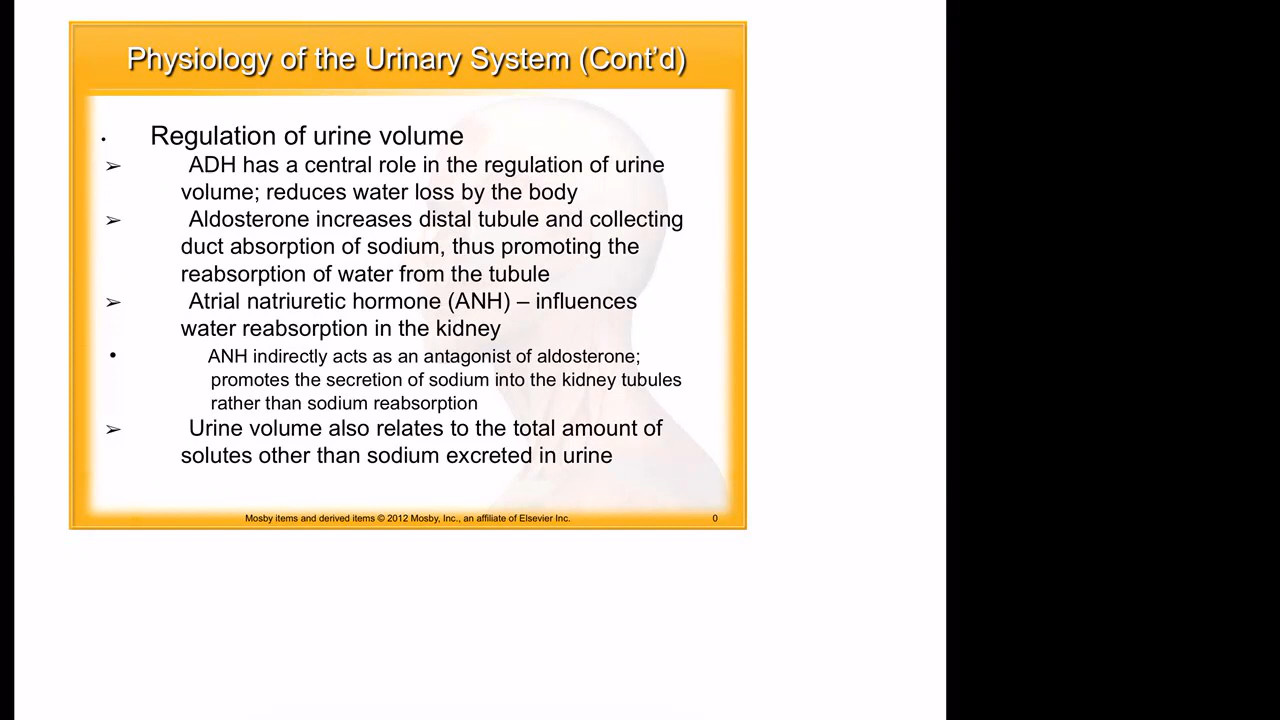 Physiology of the Urinary System (Cont’d)
• Regulation of urine volume
➢ ADH has a central role in the regulation of urine
volume; reduces water loss by the body
➢ Aldosterone increases distal tubule and collecting
duct absorption of sodium, thus promoting the
reabsorption of water from the tubule
➢ Atrial natriuretic hormone (ANH) – influences
water reabsorption in the kidney
• ANH indirectly acts as an antagonist of aldosterone;
promotes the secretion of sodium into the kidney tubules
rather than sodium reabsorption
➢ Urine volume also relates to the total amount of
solutes other than sodium excreted in urine
Mosby items and derived items © 2012 Mosby, Inc., an affiliate of Elsevier Inc. 0